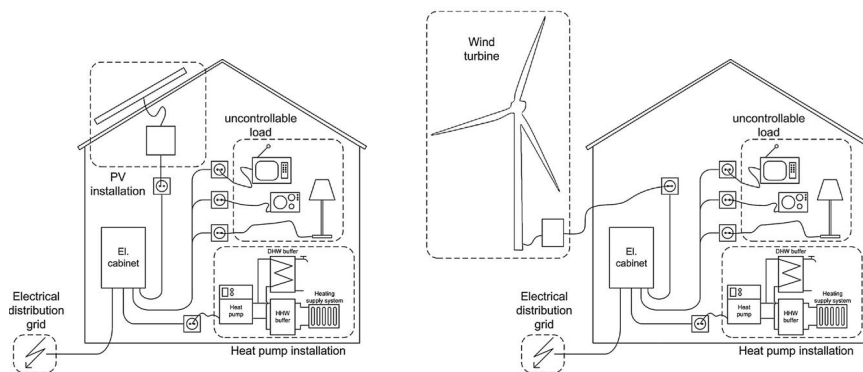 uncontrollable
load
PV
installation
El.
cabinet
DHW buffer
Heat
pump
HHW
buffer
Heating
supply system
Electrical
distribution
grid
Heat pump installation
Wind
turbine
uncontrollable
load
El.
cabinet
DHW buffer
Heat
pump
HHW
buffer
Heating
supply system
Electrical
distribution
grid
Heat pump installation